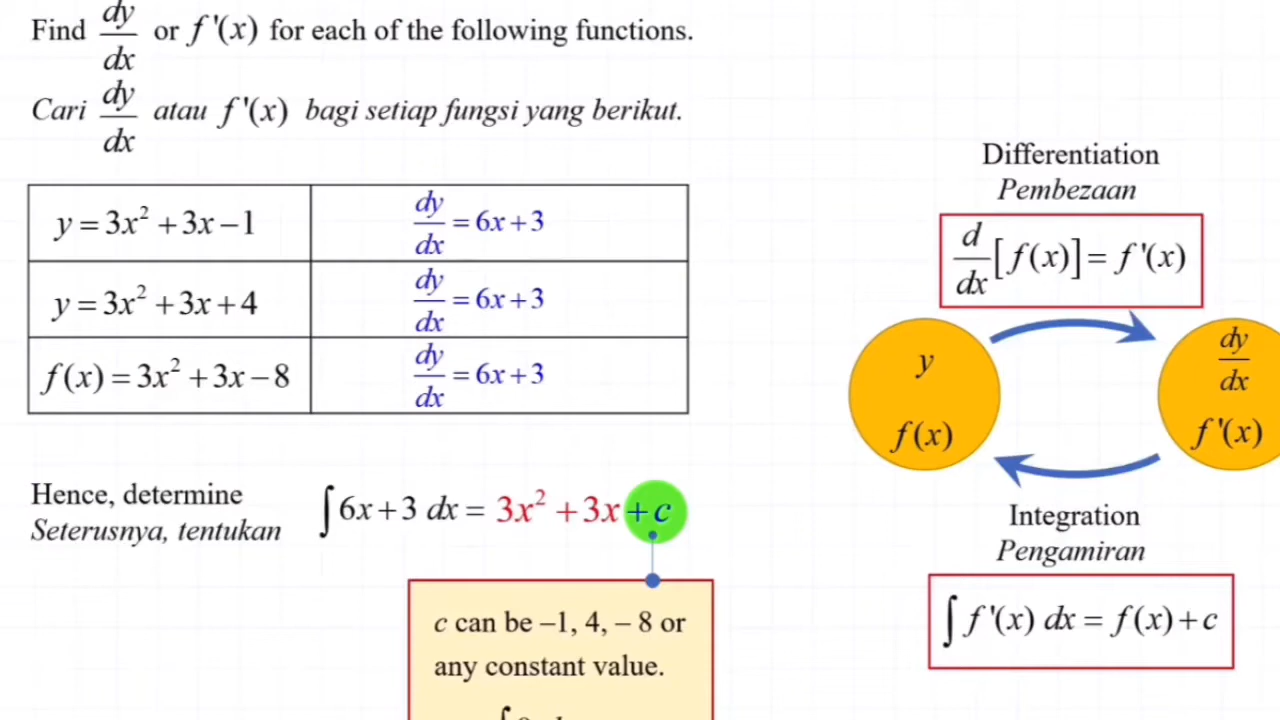 Find dy/dx or f'(x) for each of the following functions.
Cari dy/dx atau f'(x) bagi setiap fungsi yang berikut.
y = 3x² + 3x − 1
dy/dx = 6x + 3
y = 3x² + 3x + 4
dy/dx = 6x + 3
f(x) = 3x² + 3x − 8
dy/dx = 6x + 3
Hence, determine
Seterusnya, tentukan
∫ 6x + 3 dx = 3x² + 3x + c
c can be −1, 4, − 8 or
any constant value.
Differentiation
Pembezaan
d/dx [f(x)] = f'(x)
y
f(x)
dy/dx
f'(x)
Integration
Pengamiran
∫ f'(x) dx = f(x) + c